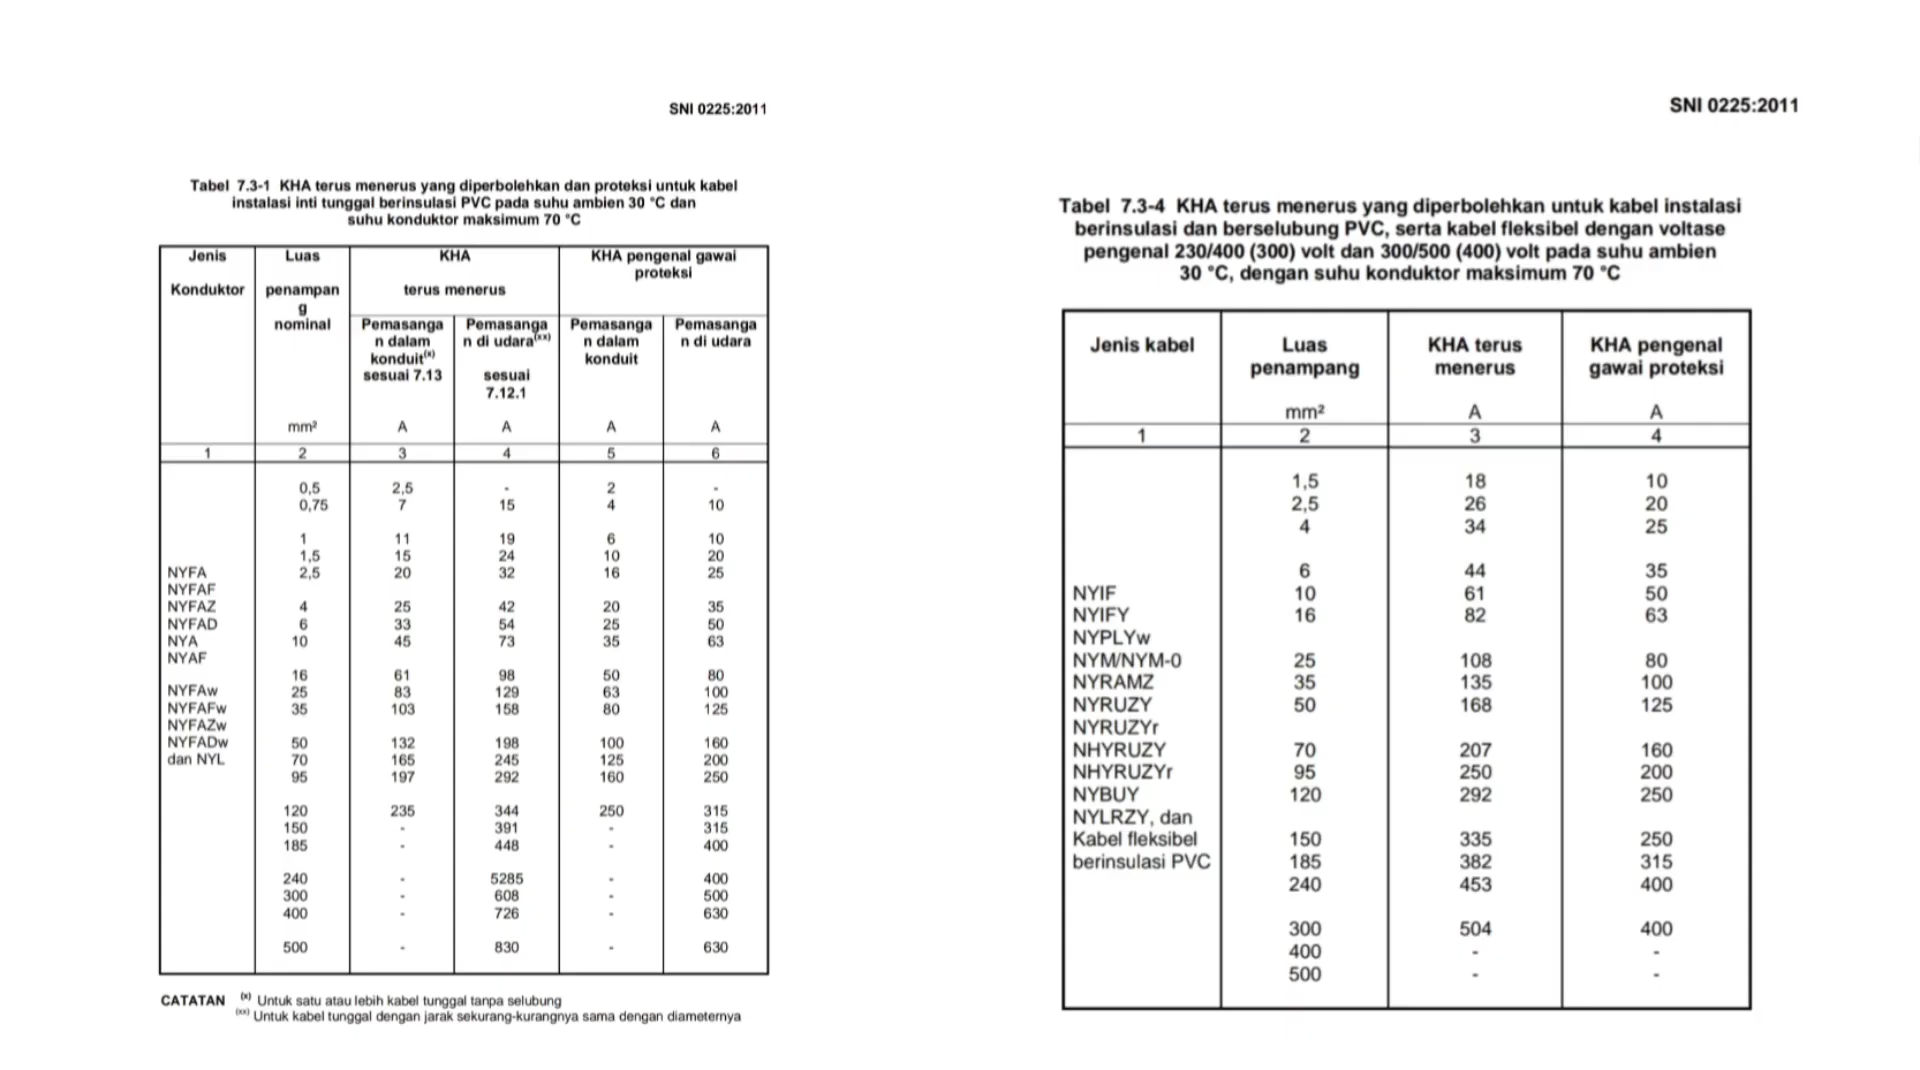 SNI 0225:2011
Tabel 7.3-1 KHA terus menerus yang diperbolehkan dan proteksi untuk kabel
instalasi inti tunggal berinsulasi PVC pada suhu ambien 30 °C dan
suhu konduktor maksimum 70 °C
Jenis Luas KHA KHA pengenal gawai
proteksi
Konduktor penampan terus menerus
g
nominal Pemasanga Pemasanga Pemasanga Pemasanga
n dalam n di udara(xx) n dalam n di udara
konduit(x) konduit
sesuai 7.13 sesuai
7.12.1
mm² A A A A
1 2 3 4 5 6
0,5 2,5 - 2 -
0,75 7 15 4 10
1 11 19 6 10
1,5 15 24 10 20
NYFA 2,5 20 32 16 25
NYFAF
NYFAZ 4 25 42 20 35
NYFAD 6 33 54 25 50
NYA 10 45 73 35 63
NYAF
16 61 98 50 80
NYFAw 25 83 129 63 100
NYFAFw 35 103 158 80 125
NYFAZw
NYFADw 50 132 198 100 160
dan NYL 70 165 245 125 200
95 197 292 160 250
120 235 344 250 315
150 - 391 - 315
185 - 448 - 400
240 - 5285 - 400
300 - 608 - 500
400 - 726 - 630
500 - 830 - 630
CATATAN (x) Untuk satu atau lebih kabel tunggal tanpa selubung
(xx) Untuk kabel tunggal dengan jarak sekurang-kurangnya sama dengan diameternya
SNI 0225:2011
Tabel 7.3-4 KHA terus menerus yang diperbolehkan untuk kabel instalasi
berinsulasi dan berselubung PVC, serta kabel fleksibel dengan voltase
pengenal 230/400 (300) volt dan 300/500 (400) volt pada suhu ambien
30 °C, dengan suhu konduktor maksimum 70 °C
Jenis kabel Luas KHA terus KHA pengenal
penampang menerus gawai proteksi
mm² A A
1 2 3 4
1,5 18 10
2,5 26 20
4 34 25
6 44 35
NYIF 10 61 50
NYIFY 16 82 63
NYPLYw
NYM/NYM-0 25 108 80
NYRAMZ 35 135 100
NYRUZY 50 168 125
NYRUZYr
NHYRUZY 70 207 160
NHYRUZYr 95 250 200
NYBUY 120 292 250
NYLRZY, dan
Kabel fleksibel 150 335 250
berinsulasi PVC 185 382 315
240 453 400
300 504 400
400 - -
500 - -